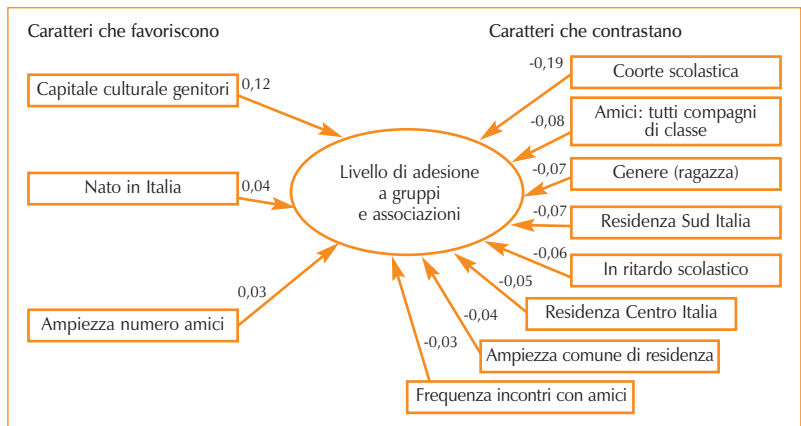 Caratteri che favoriscono
Caratteri che contrastano
Capitale culturale genitori
0,12
Nato in Italia
0,04
Ampiezza numero amici
0,03
Livello di adesione
a gruppi
e associazioni
-0,19
Coorte scolastica
-0,08
Amici: tutti compagni
di classe
-0,07
Genere (ragazza)
-0,07
Residenza Sud Italia
-0,06
In ritardo scolastico
-0,05
Residenza Centro Italia
-0,04
Ampiezza comune di residenza
-0,03
Frequenza incontri con amici